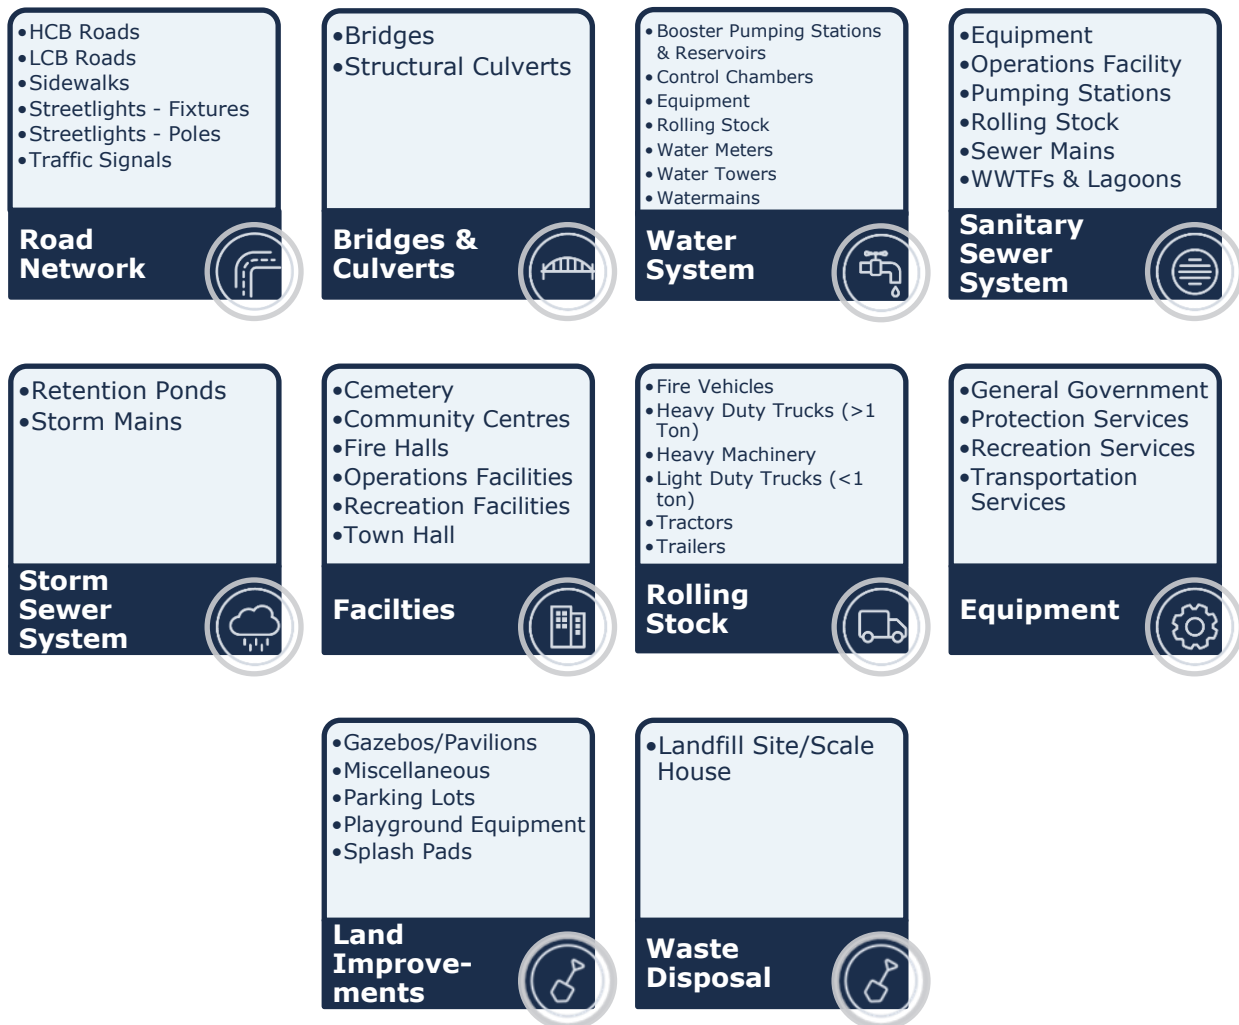 •HCB Roads
•LCB Roads
•Sidewalks
•Streetlights - Fixtures
•Streetlights - Poles
•Traffic Signals
Road
Network
•Bridges
•Structural Culverts
Bridges &
Culverts
•Booster Pumping Stations
& Reservoirs
•Control Chambers
•Equipment
•Rolling Stock
•Water Meters
•Water Towers
•Watermains
Water
System
•Equipment
•Operations Facility
•Pumping Stations
•Rolling Stock
•Sewer Mains
•WWTFs & Lagoons
Sanitary
Sewer
System
•Retention Ponds
•Storm Mains
Storm
Sewer
System
•Cemetery
•Community Centres
•Fire Halls
•Operations Facilities
•Recreation Facilities
•Town Hall
Facilties
•Fire Vehicles
•Heavy Duty Trucks (>1
Ton)
•Heavy Machinery
•Light Duty Trucks (<1
ton)
•Tractors
•Trailers
Rolling
Stock
•General Government
•Protection Services
•Recreation Services
•Transportation
Services
Equipment
•Gazebos/Pavilions
•Miscellaneous
•Parking Lots
•Playground Equipment
•Splash Pads
Land
Improve-
ments
•Landfill Site/Scale
House
Waste
Disposal